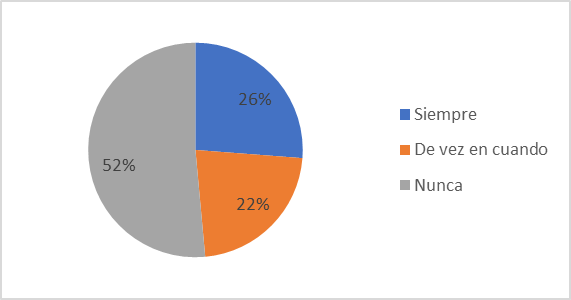 26%
22%
52%
Siempre
De vez en cuando
Nunca